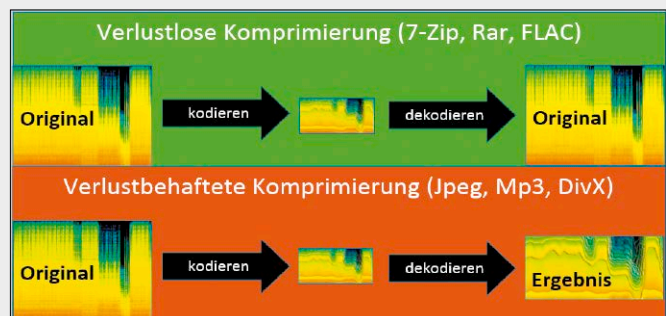 Verlustlose Komprimierung (7-Zip, Rar, FLAC)
Original kodieren dekodieren Original
Verlustbehaftete Komprimierung (Jpeg, Mp3, DivX)
Original kodieren dekodieren Ergebnis